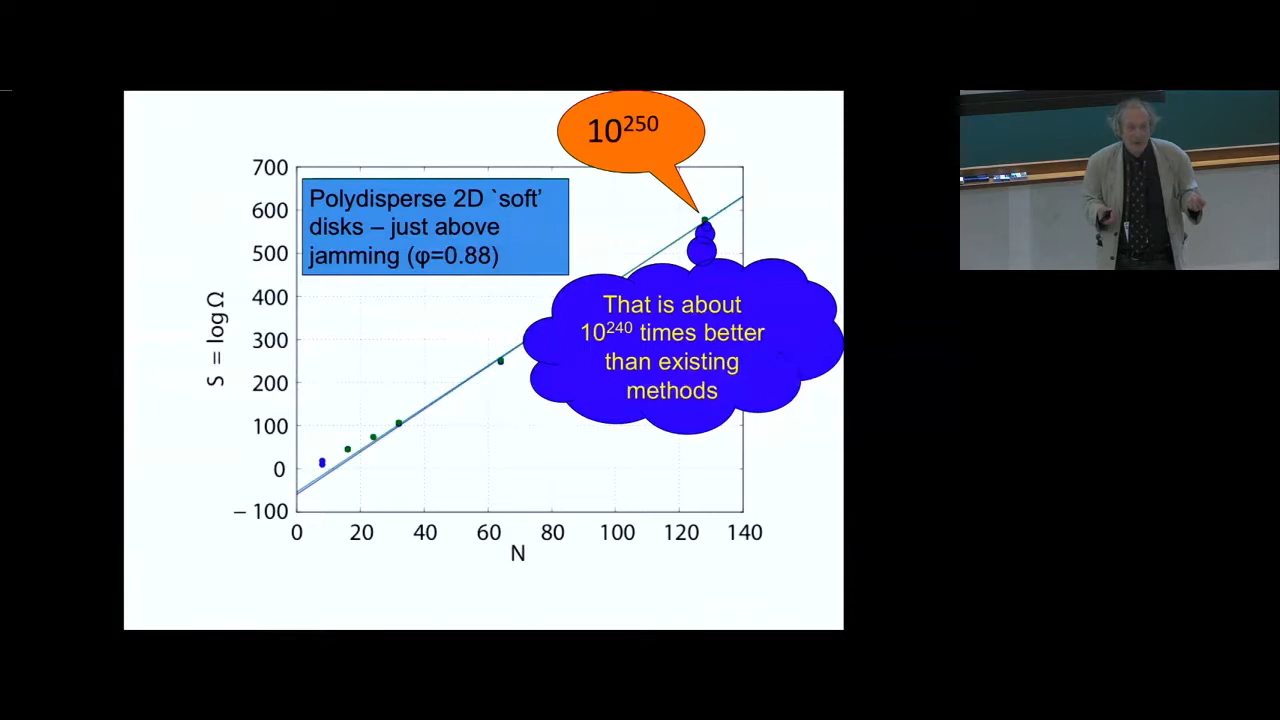 10²⁵⁰
700
600
500
400
300
200
100
0
− 100
Polydisperse 2D `soft'
disks – just above
jamming (φ=0.88)
S = log Ω
That is about
10²⁴⁰ times better
than existing
methods
0 20 40 60 80 100 120 140
N